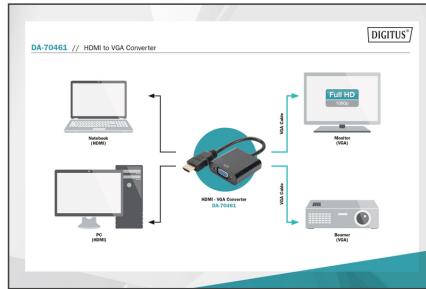 DIGITUS®
DA-70461 // HDMI to VGA Converter
Full HD
1080p
Notebook
(HDMI)
VGA Cable
Monitor
(VGA)
HDMI - VGA Converter
DA-70461
PC
(HDMI)
VGA Cable
Beamer
(VGA)